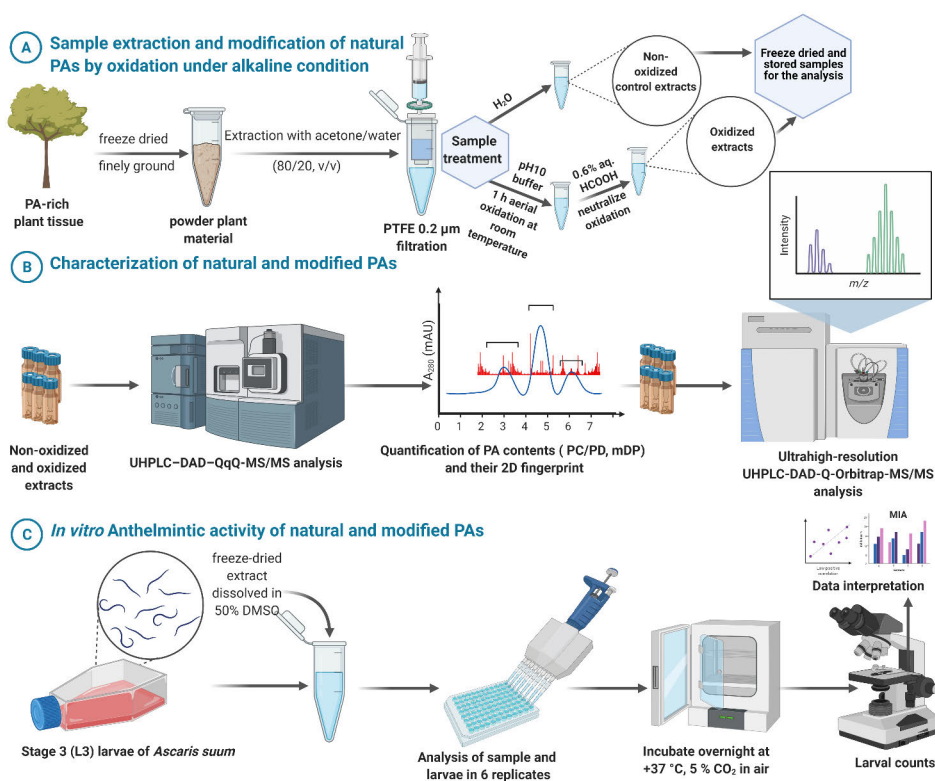 A
Sample extraction and modification of natural
PAs by oxidation under alkaline condition
PA-rich
plant tissue
freeze dried
finely ground
powder plant
material
Extraction with acetone/water
(80/20, v/v)
PTFE 0.2 µm
filtration
Sample
treatment
H₂O
pH10
buffer
1 h aerial
oxidation at
room
temperature
0.6% aq.
HCOOH
neutralize
oxidation
Non-
oxidized
control extracts
Oxidized
extracts
Freeze dried and
stored samples
for the analysis
B
Characterization of natural and modified PAs
Non-oxidized
and oxidized
extracts
UHPLC–DAD–QqQ-MS/MS analysis
A₂₈₀ (mAU)
0 1 2 3 4 5 6 7
Quantification of PA contents ( PC/PD, mDP)
and their 2D fingerprint
Intensity
m/z
Ultrahigh-resolution
UHPLC-DAD-Q-Orbitrap-MS/MS
analysis
C
In vitro Anthelmintic activity of natural and modified PAs
Stage 3 (L3) larvae of Ascaris suum
freeze-dried
extract
dissolved in
50% DMSO
Analysis of sample and
larvae in 6 replicates
Incubate overnight at
+37 °C, 5 % CO₂ in air
MIA
Data interpretation
Larval counts